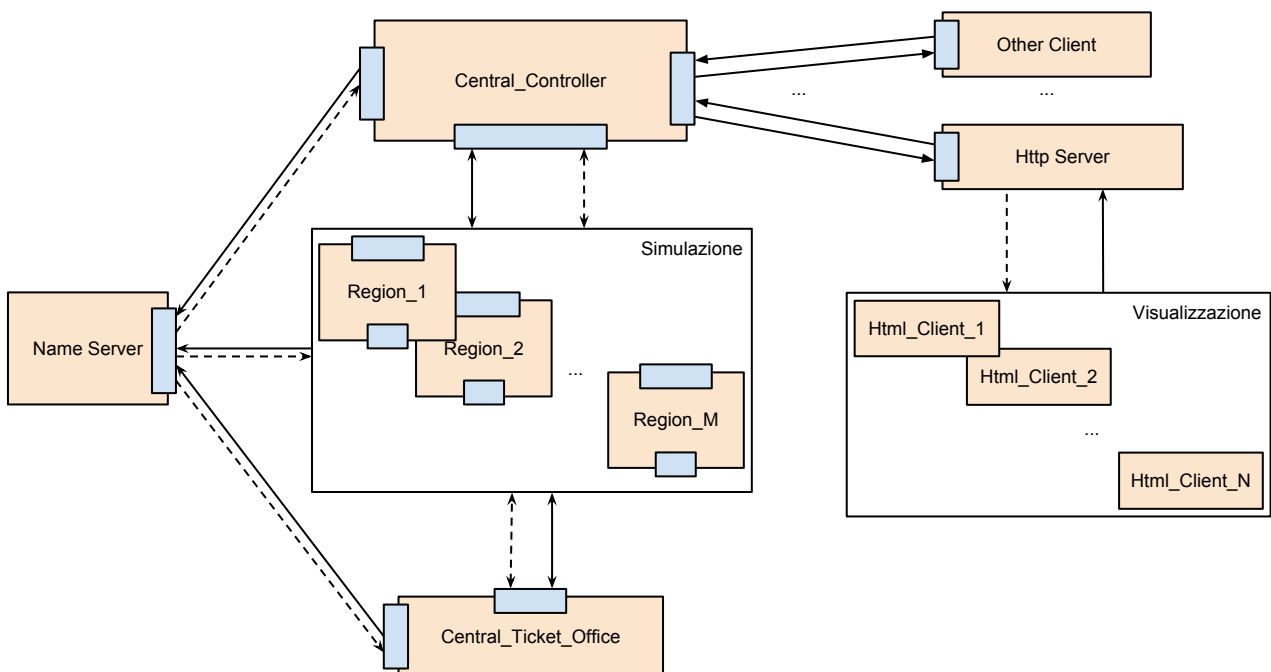 Other Client
Central_Controller
...
...
Http Server
Simulazione
Region_1
Visualizzazione
Html_Client_1
Name Server
Region_2
...
Html_Client_2
Region_M
...
Html_Client_N
Central_Ticket_Office